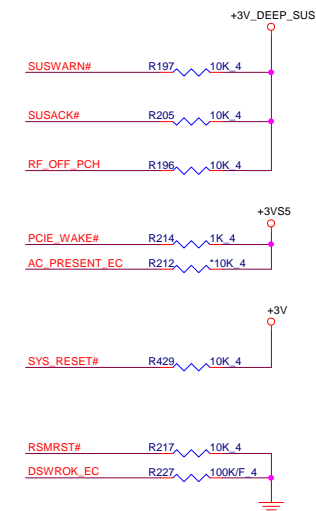 +3V_DEEP_SUS
SUSWARN# R197 10K_4
SUSACK# R205 10K_4
RF_OFF_PCH R196 10K_4
+3VS5
PCIE_WAKE# R214 1K_4
AC_PRESENT_EC R212 *10K_4
+3V
SYS_RESET# R429 10K_4
RSMRST# R217 10K_4
DSWROK_EC R227 100K/F_4